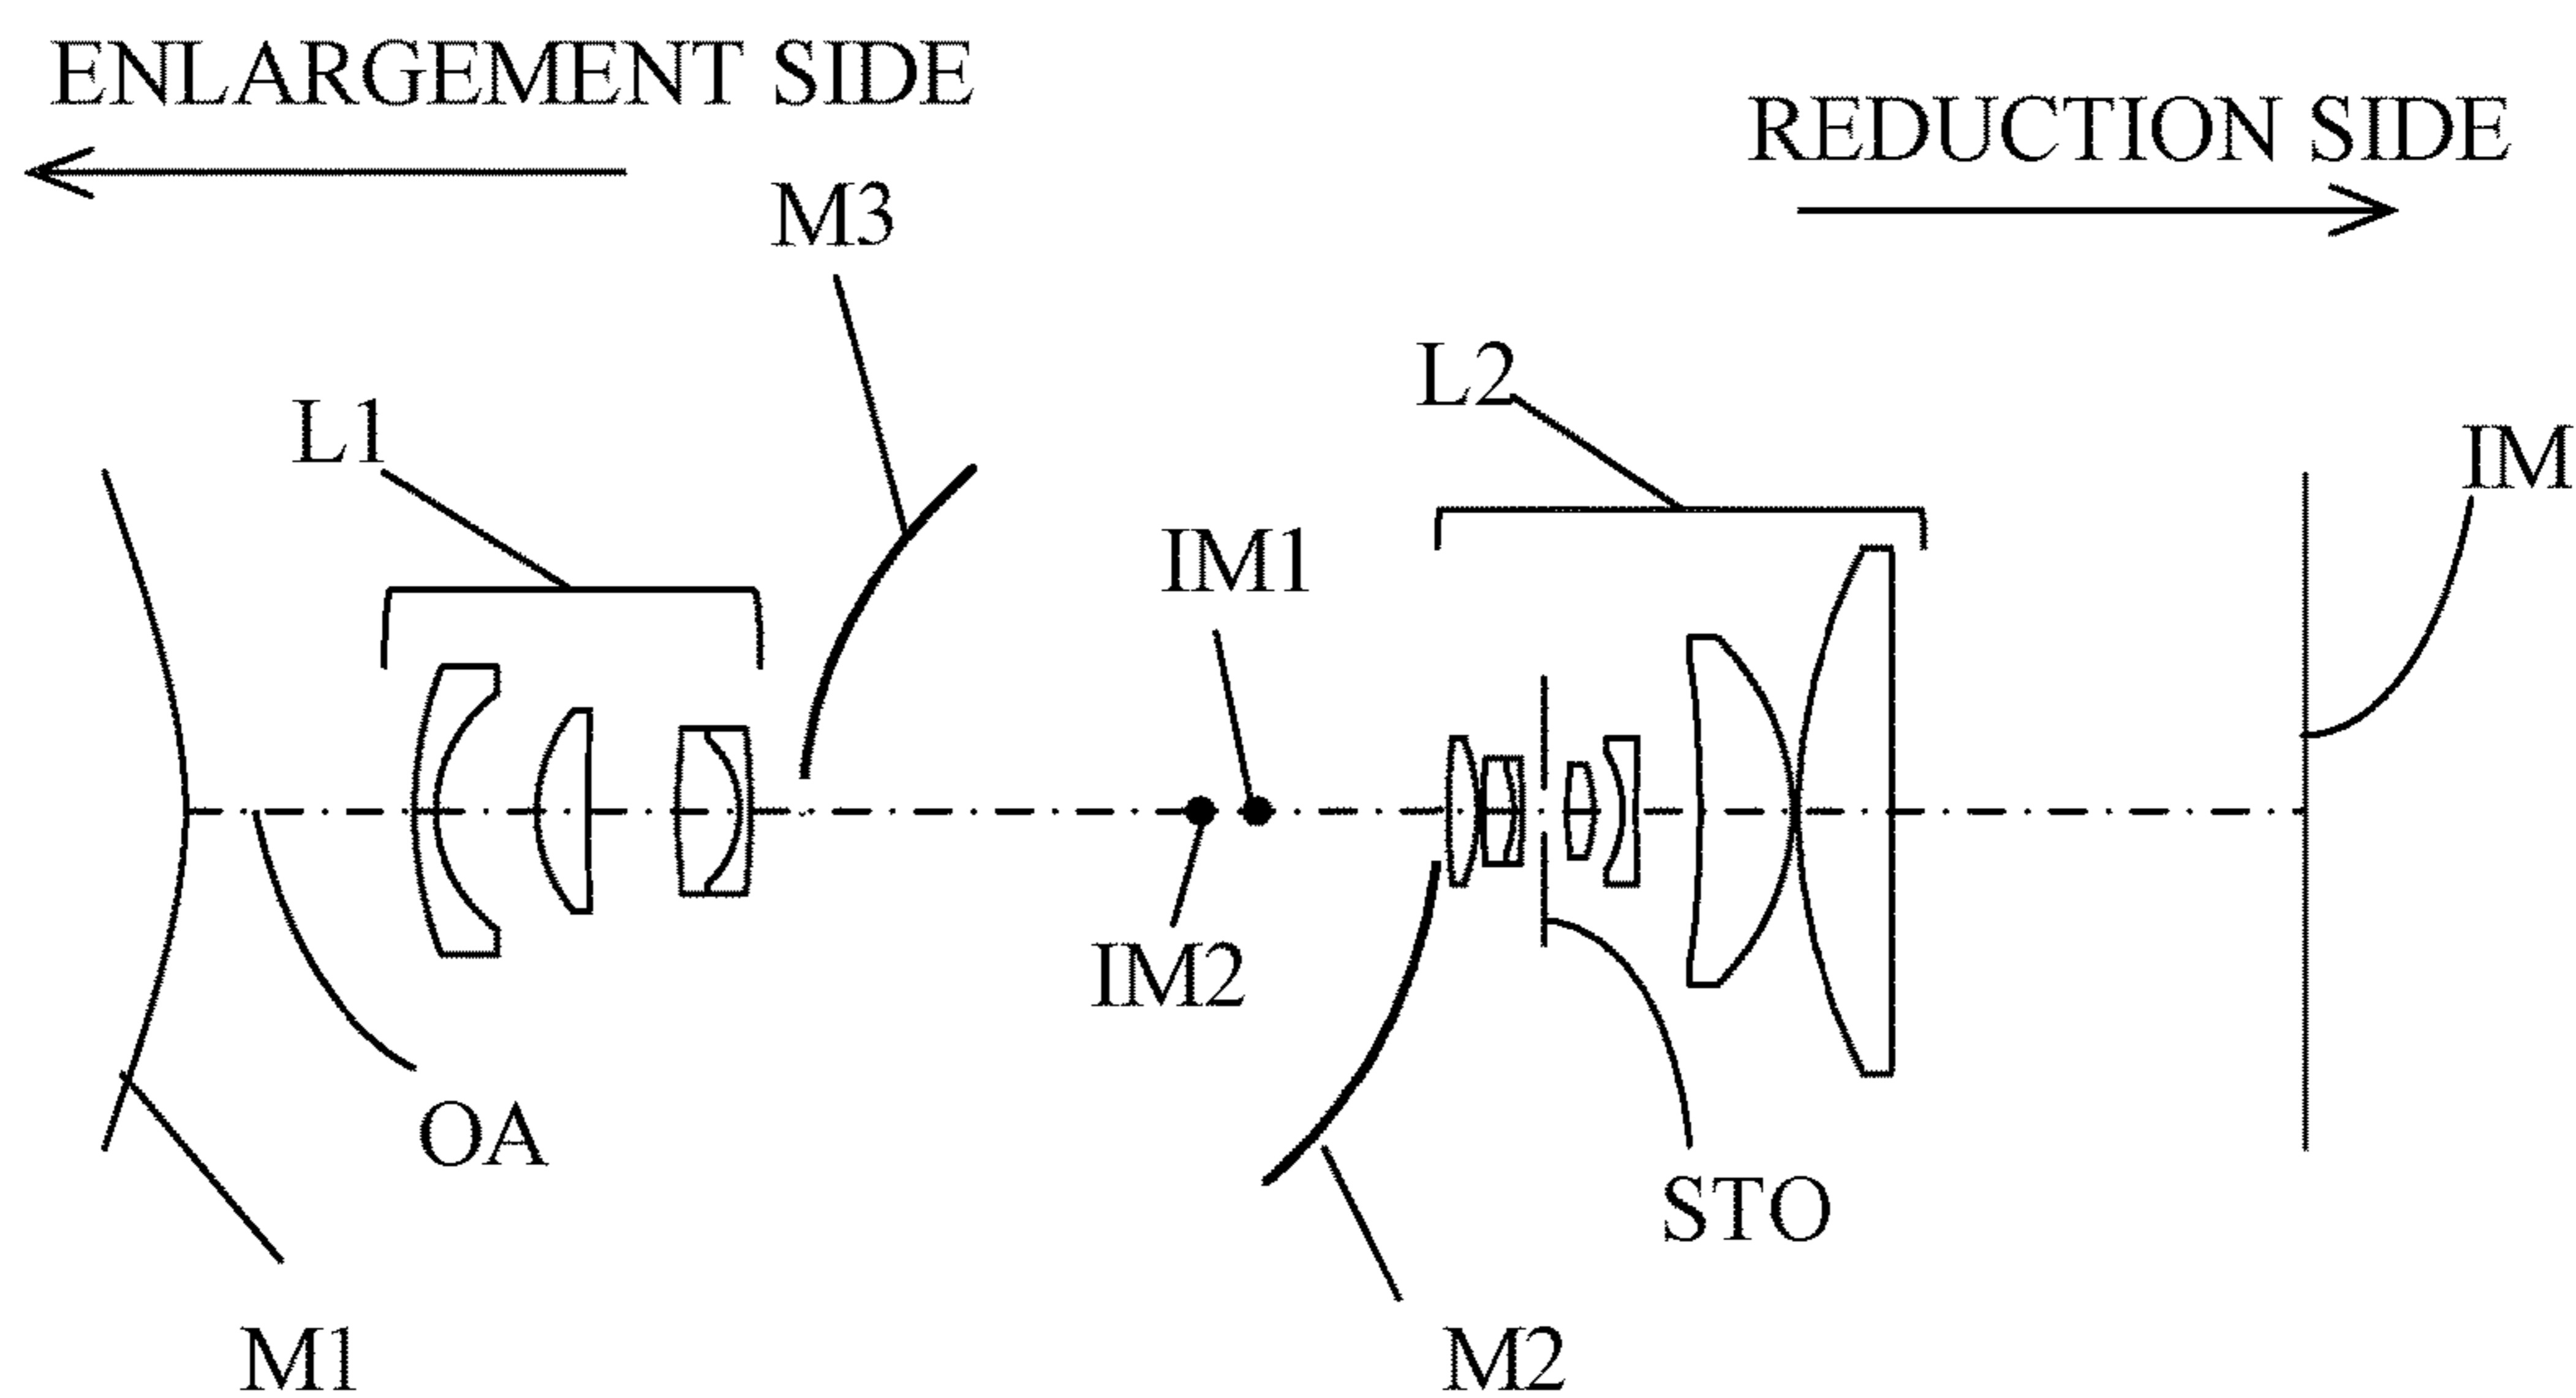 ENLARGEMENT SIDE
REDUCTION SIDE
M3
L2
L1
IM
IM1
IM2
OA
STO
M1
M2